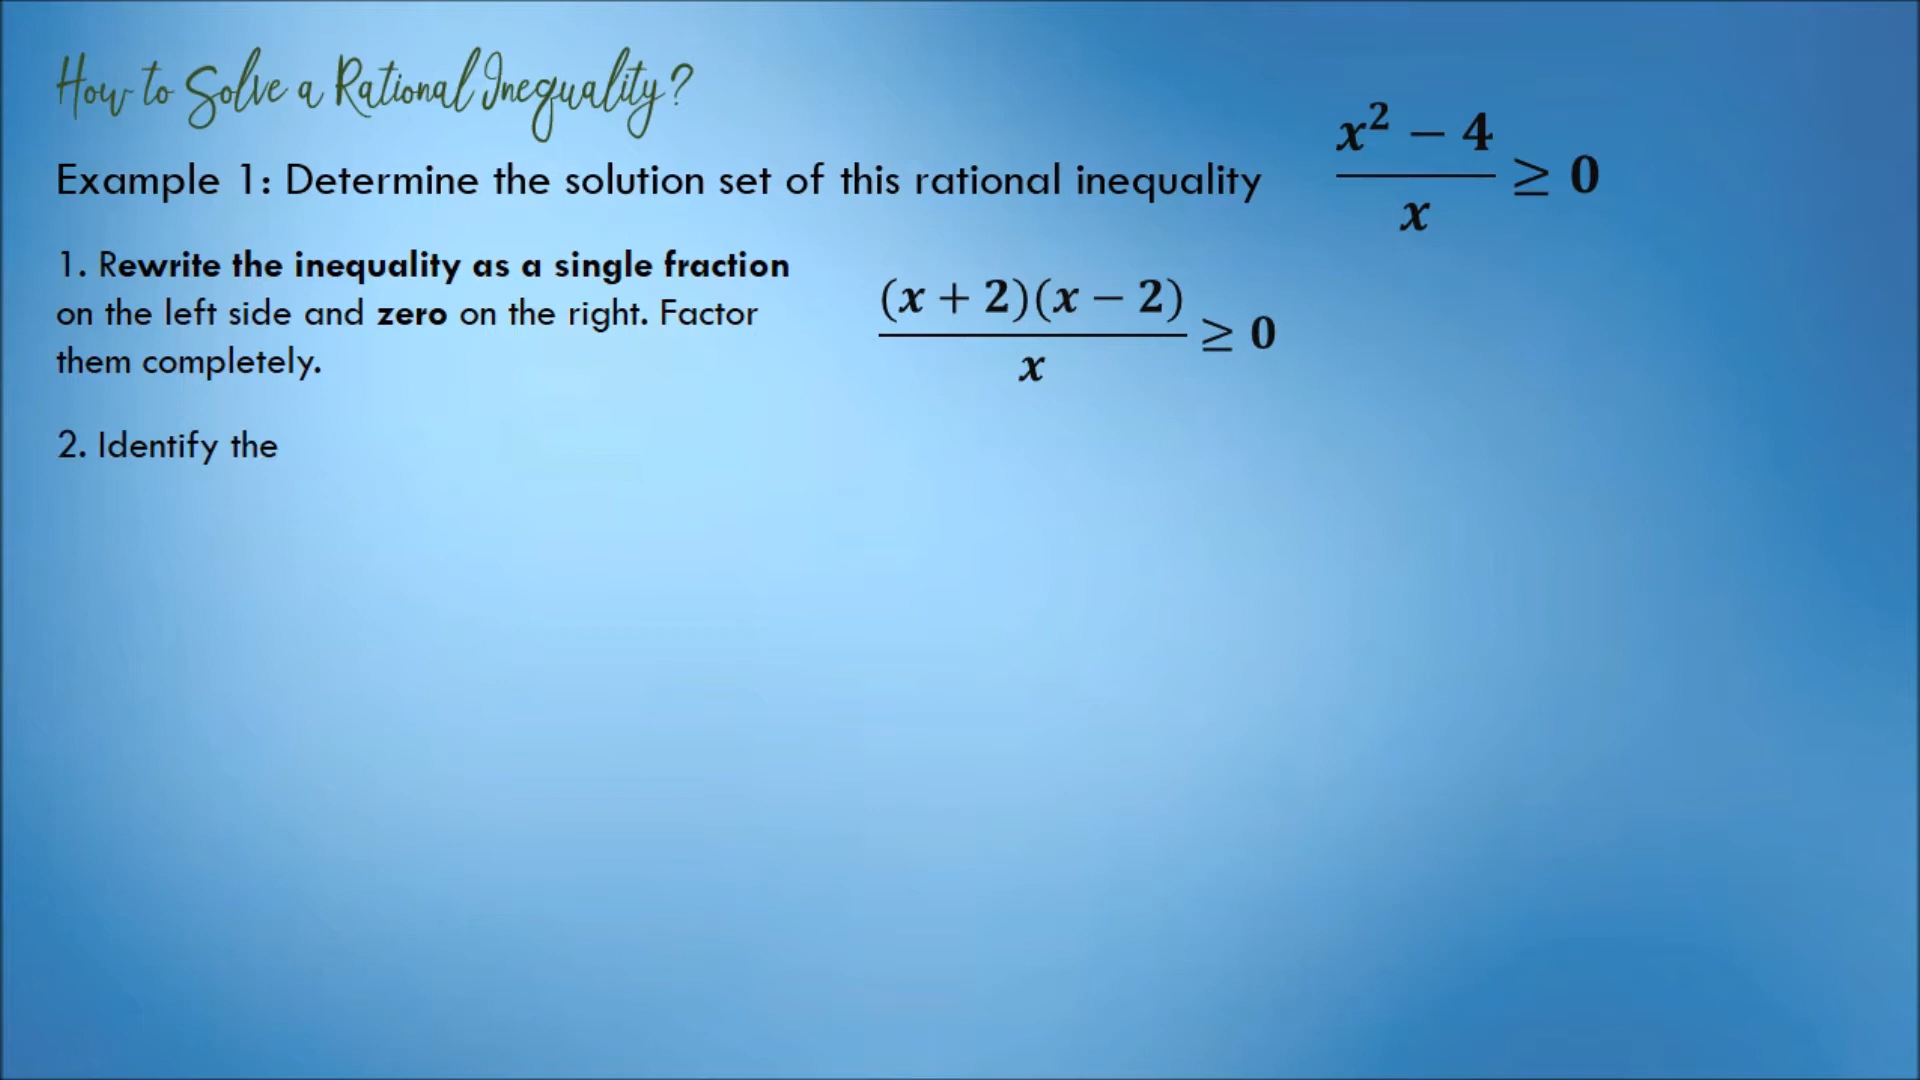 How to Solve a Rational Inequality?
Example 1: Determine the solution set of this rational inequality
x² − 4
x
≥ 0
1. Rewrite the inequality as a single fraction
on the left side and zero on the right. Factor
them completely.
(x + 2)(x − 2)
x
≥ 0
2. Identify the